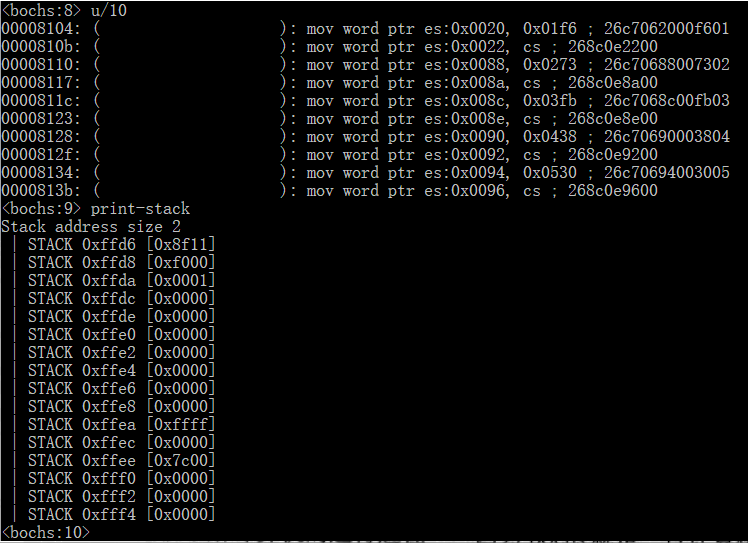 <bochs:8> u/10
00008104: (                    ): mov word ptr es:0x0020, 0x01f6 ; 26c7062000f601
0000810b: (                    ): mov word ptr es:0x0022, cs ; 268c0e2200
00008110: (                    ): mov word ptr es:0x0088, 0x0273 ; 26c70688007302
00008117: (                    ): mov word ptr es:0x008a, cs ; 268c0e8a00
0000811c: (                    ): mov word ptr es:0x008c, 0x03fb ; 26c7068c00fb03
00008123: (                    ): mov word ptr es:0x008e, cs ; 268c0e8e00
00008128: (                    ): mov word ptr es:0x0090, 0x0438 ; 26c70690003804
0000812f: (                    ): mov word ptr es:0x0092, cs ; 268c0e9200
00008134: (                    ): mov word ptr es:0x0094, 0x0530 ; 26c70694003005
0000813b: (                    ): mov word ptr es:0x0096, cs ; 268c0e9600
<bochs:9> print-stack
Stack address size 2
 | STACK 0xffd6 [0x8f11]
 | STACK 0xffd8 [0xf000]
 | STACK 0xffda [0x0001]
 | STACK 0xffdc [0x0000]
 | STACK 0xffde [0x0000]
 | STACK 0xffe0 [0x0000]
 | STACK 0xffe2 [0x0000]
 | STACK 0xffe4 [0x0000]
 | STACK 0xffe6 [0x0000]
 | STACK 0xffe8 [0x0000]
 | STACK 0xffea [0xffff]
 | STACK 0xffec [0x0000]
 | STACK 0xffee [0x7c00]
 | STACK 0xfff0 [0x0000]
 | STACK 0xfff2 [0x0000]
 | STACK 0xfff4 [0x0000]
<bochs:10>